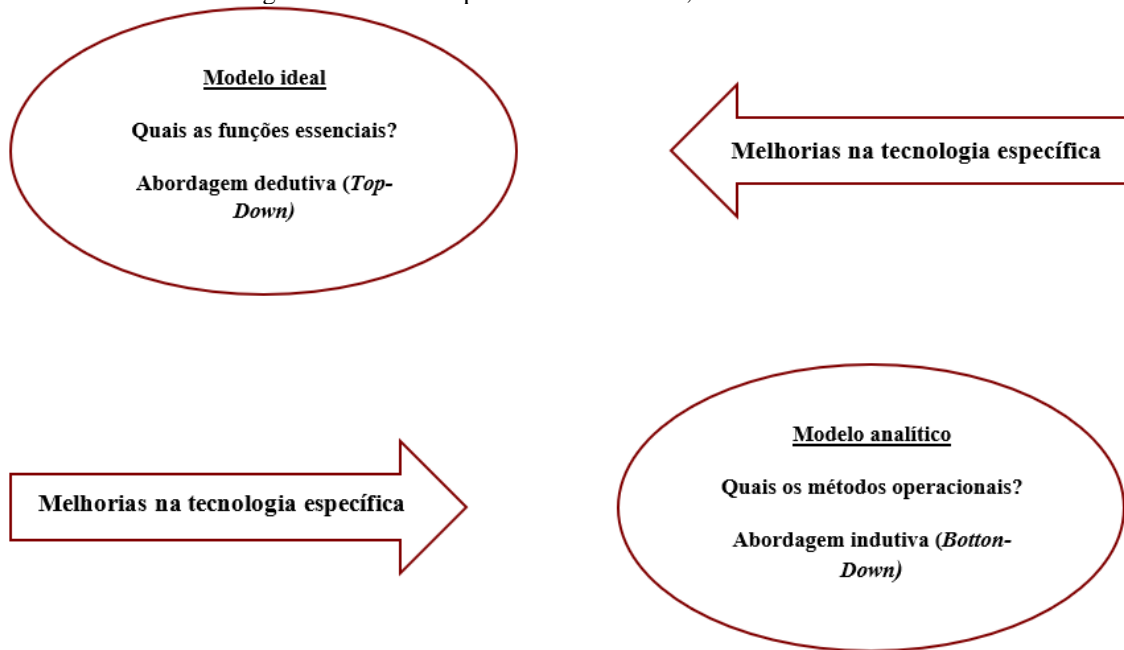 Modelo ideal
Quais as funções essenciais?
Abordagem dedutiva (Top-
Down)
Melhorias na tecnologia específica
Melhorias na tecnologia específica
Modelo analítico
Quais os métodos operacionais?
Abordagem indutiva (Botton-
Down)